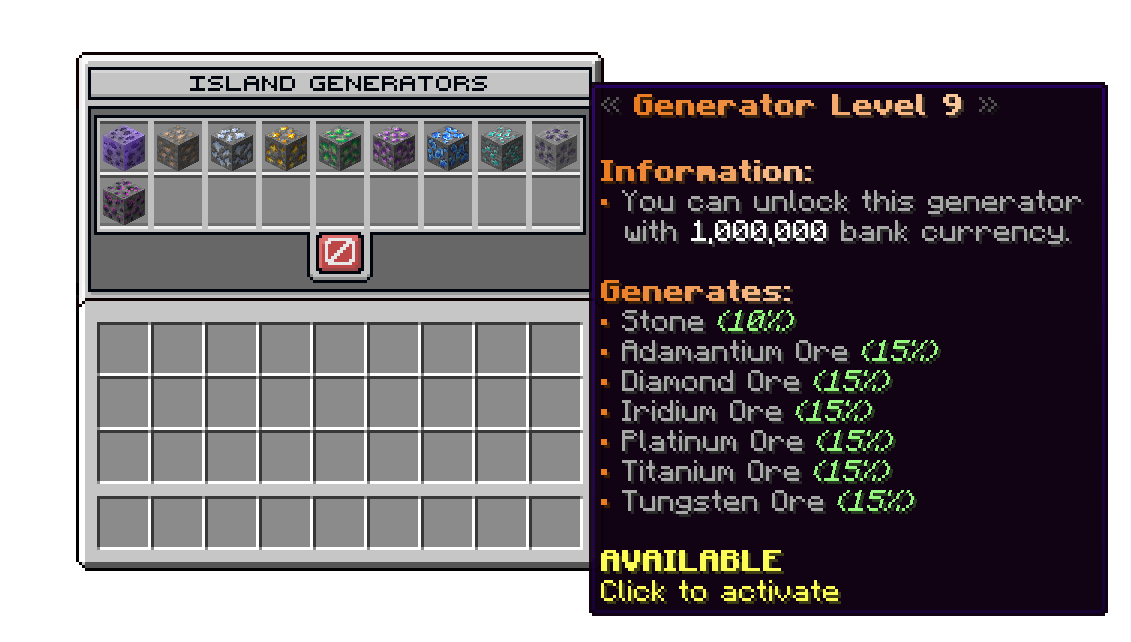 ISLAND GENERATORS
« Generator Level 9 »
Information:
• You can unlock this generator
with 1,000,000 bank currency.
Generates:
• Stone (10%)
• Adamantium Ore (15%)
• Diamond Ore (15%)
• Iridium Ore (15%)
• Platinum Ore (15%)
• Titanium Ore (15%)
• Tungsten Ore (15%)
AVAILABLE
Click to activate